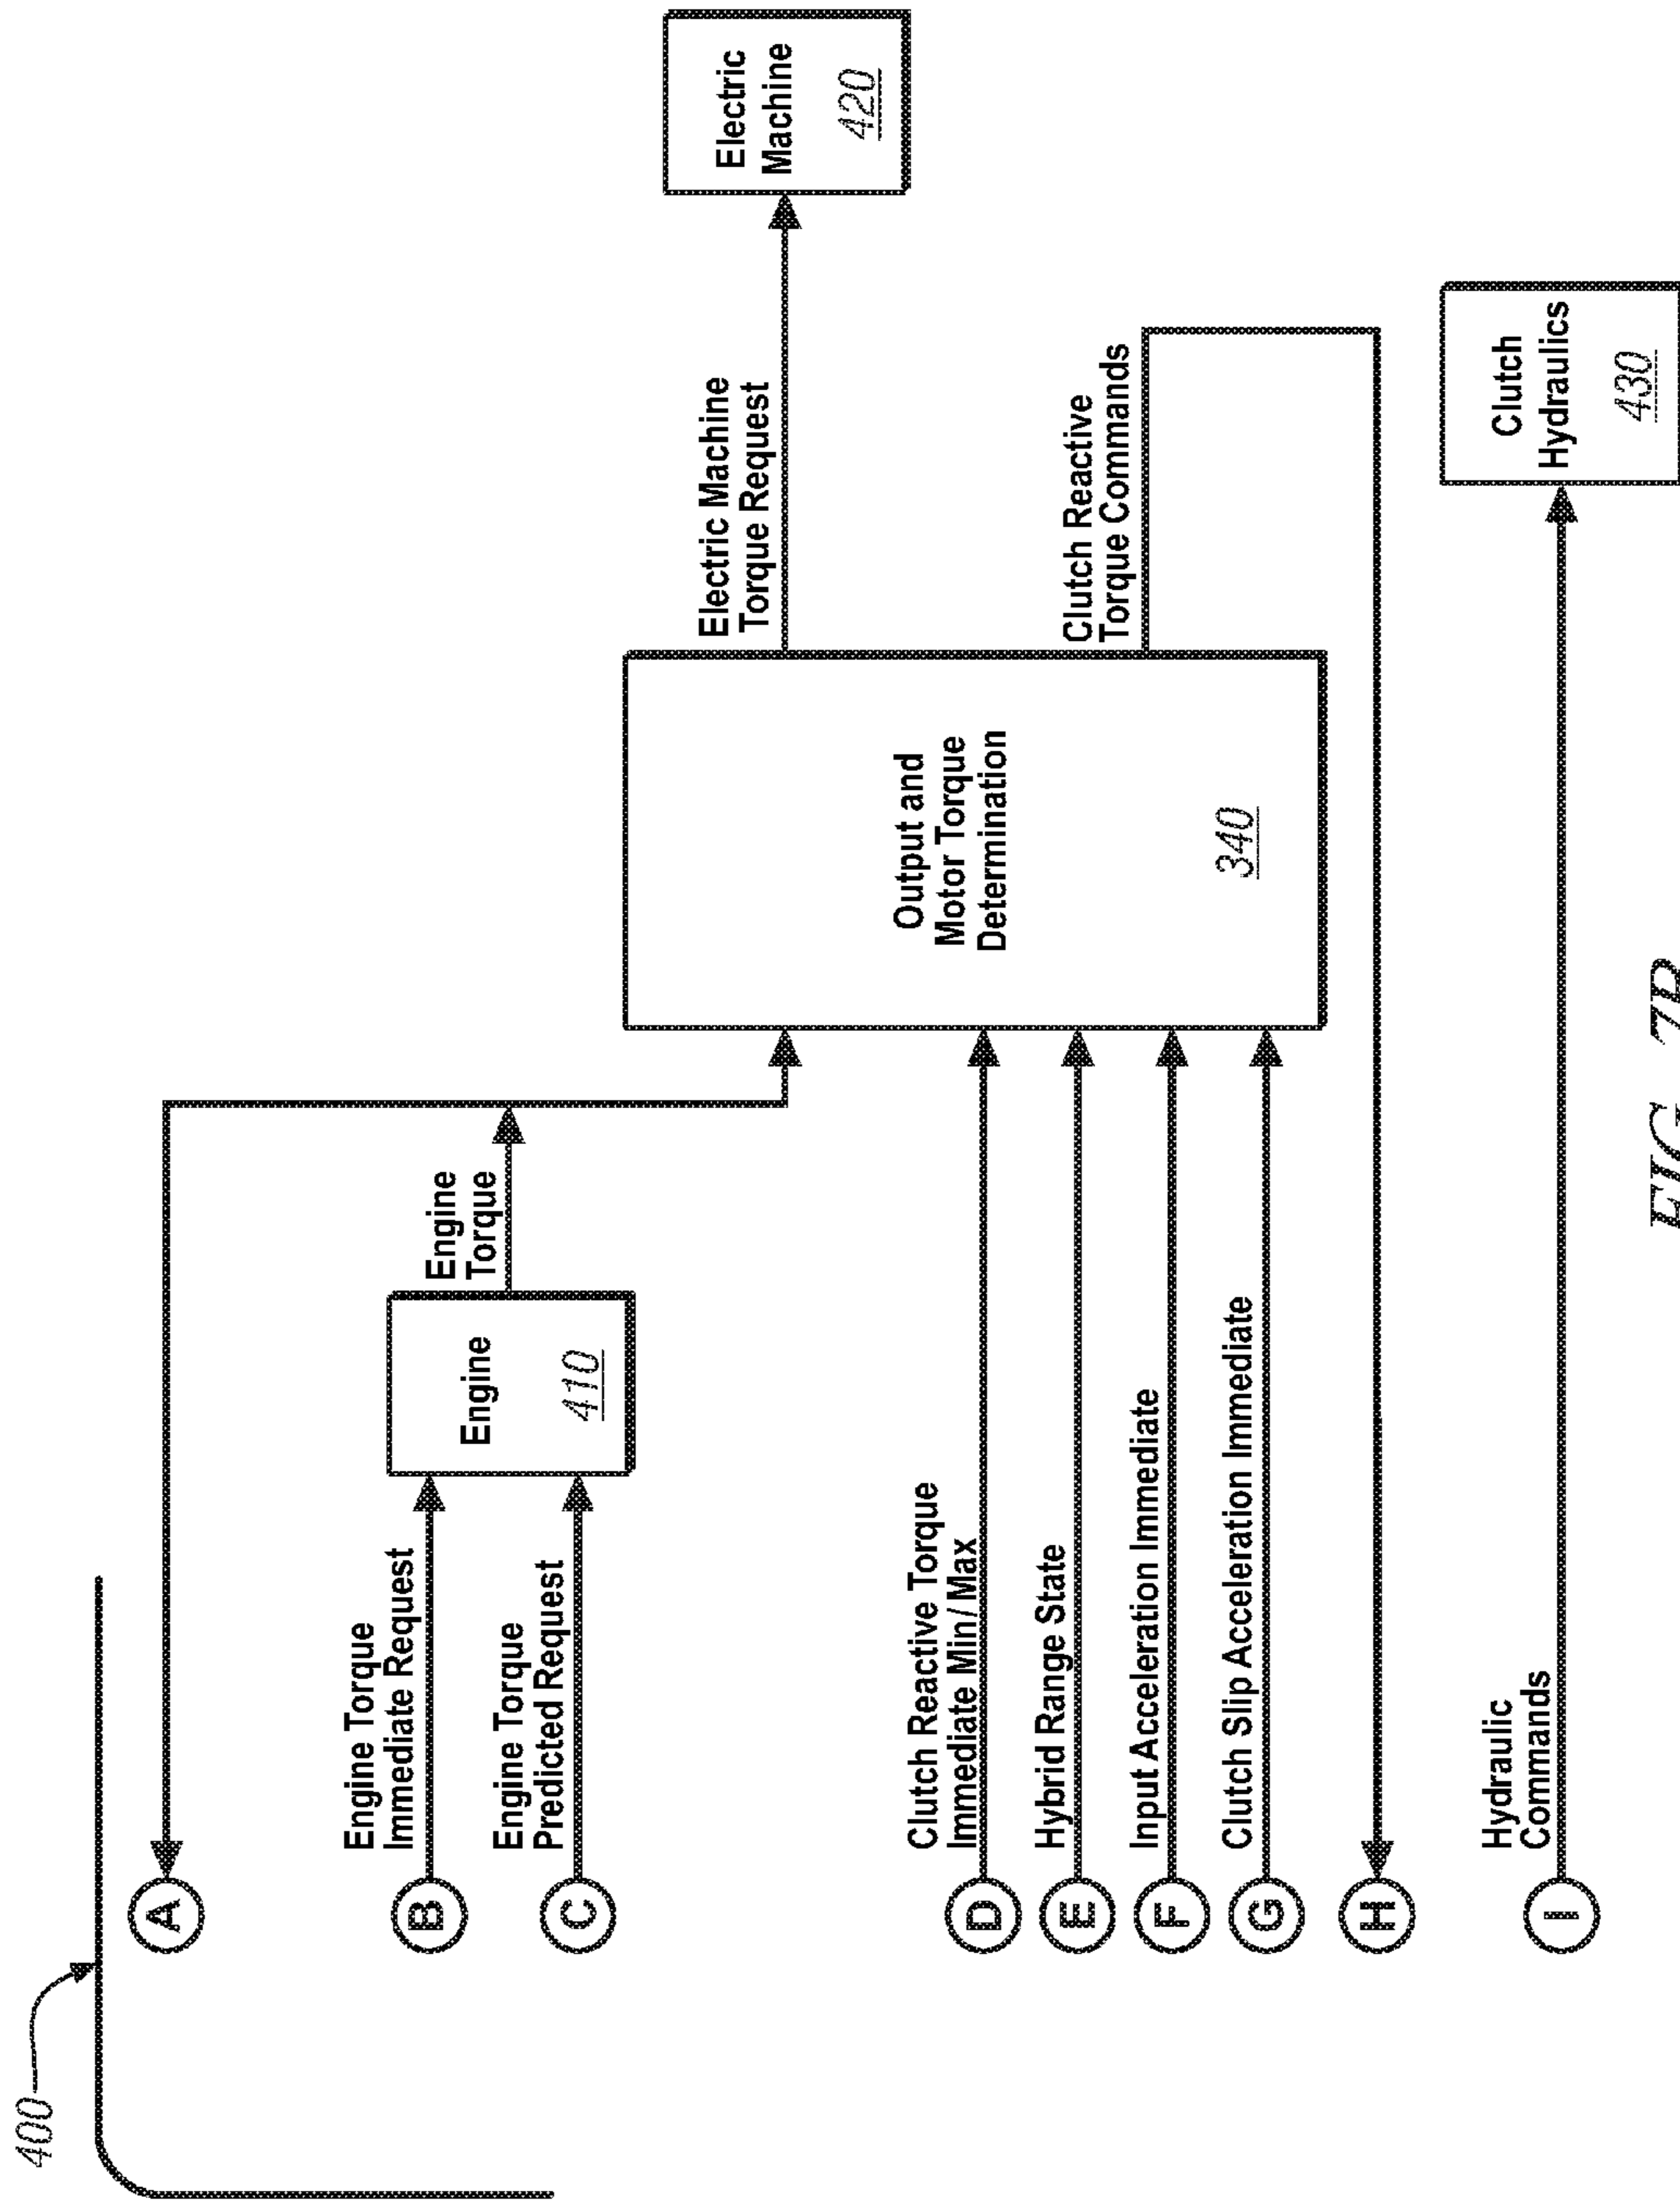 400
A
Engine Torque
Immediate Request
B
Engine Torque
Predicted Request
C
Engine
410
Engine
Torque
Clutch Reactive Torque
Immediate Min/Max
D
Hybrid Range State
E
Input Acceleration Immediate
F
Clutch Slip Acceleration Immediate
G
H
Output and
Motor Torque
Determination
340
Electric Machine
Torque Request
Electric
Machine
420
Clutch Reactive
Torque Commands
Hydraulic
Commands
I
Clutch
Hydraulics
430
FIG. 7B